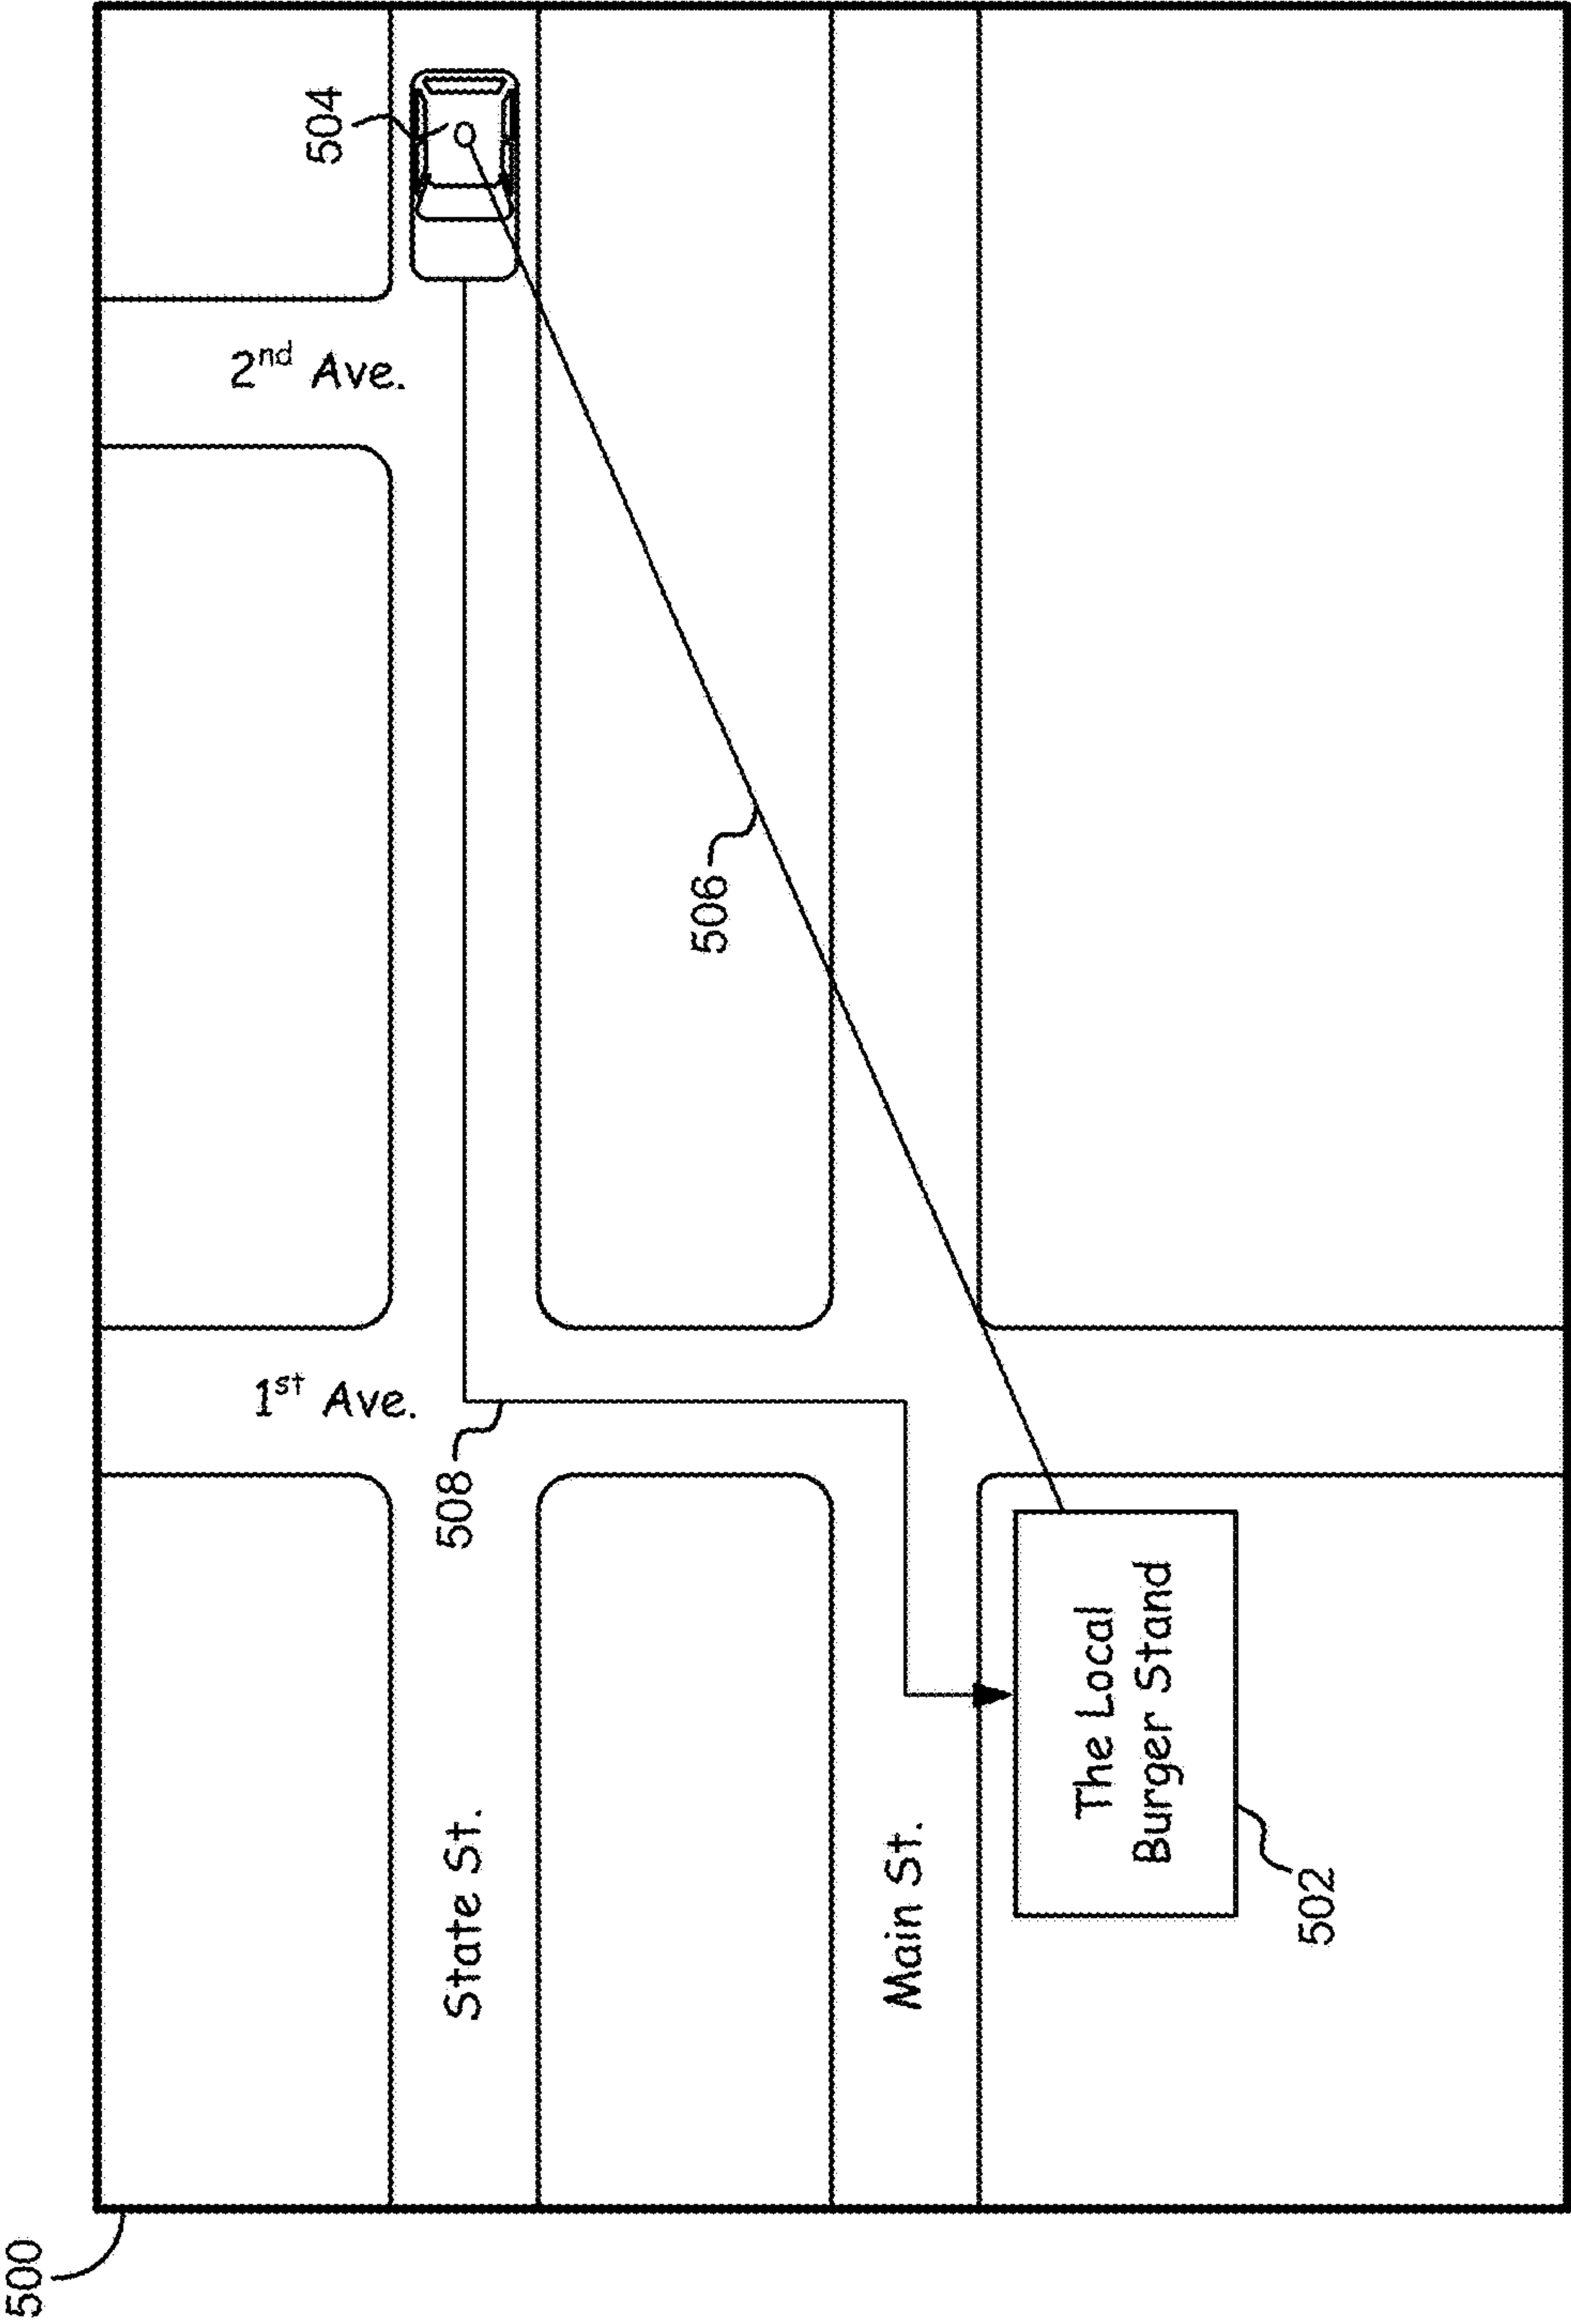 500
State St.
Main St.
The Local
Burger Stand
502
508
1st Ave.
506
2nd Ave.
504